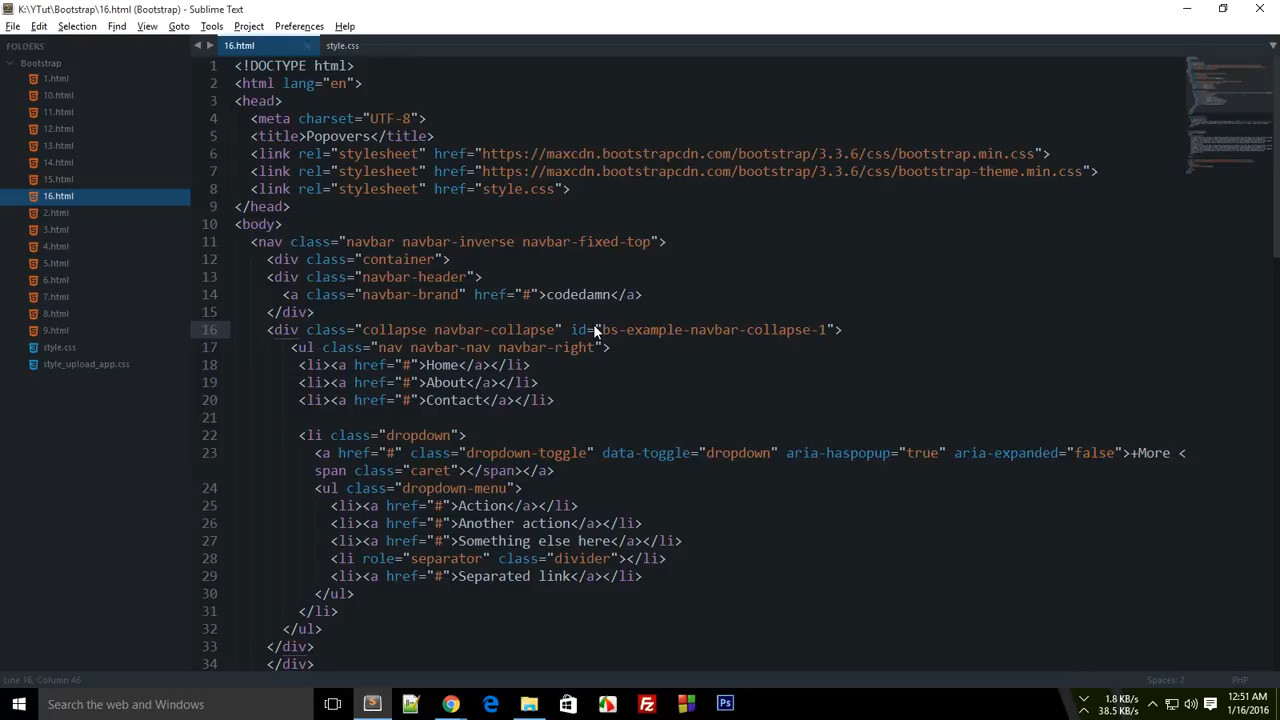 K:\YTut\Bootstrap\16.html (Bootstrap) - Sublime Text
File Edit Selection Find View Goto Tools Project Preferences Help
FOLDERS
Bootstrap
1.html
10.html
11.html
12.html
13.html
14.html
15.html
16.html
2.html
3.html
4.html
5.html
6.html
7.html
8.html
9.html
style.css
style_upload_app.css
16.html style.css
1 <!DOCTYPE html>
2 <html lang="en">
3 <head>
4 <meta charset="UTF-8">
5 <title>Popovers</title>
6 <link rel="stylesheet" href="https://maxcdn.bootstrapcdn.com/bootstrap/3.3.6/css/bootstrap.min.css">
7 <link rel="stylesheet" href="https://maxcdn.bootstrapcdn.com/bootstrap/3.3.6/css/bootstrap-theme.min.css">
8 <link rel="stylesheet" href="style.css">
9 </head>
10 <body>
11 <nav class="navbar navbar-inverse navbar-fixed-top">
12 <div class="container">
13 <div class="navbar-header">
14 <a class="navbar-brand" href="#">codedamn</a>
15 </div>
16 <div class="collapse navbar-collapse" id="bs-example-navbar-collapse-1">
17 <ul class="nav navbar-nav navbar-right">
18 <li><a href="#">Home</a></li>
19 <li><a href="#">About</a></li>
20 <li><a href="#">Contact</a></li>
21
22 <li class="dropdown">
23 <a href="#" class="dropdown-toggle" data-toggle="dropdown" aria-haspopup="true" aria-expanded="false">+More <
span class="caret"></span></a>
24 <ul class="dropdown-menu">
25 <li><a href="#">Action</a></li>
26 <li><a href="#">Another action</a></li>
27 <li><a href="#">Something else here</a></li>
28 <li role="separator" class="divider"></li>
29 <li><a href="#">Separated link</a></li>
30 </ul>
31 </li>
32 </ul>
33 </div>
34 </div>
Line 16, Column 46 Spaces: 2 PHP
Search the web and Windows
1.8 KB/s
38.5 KB/s
12:51 AM
1/16/2016